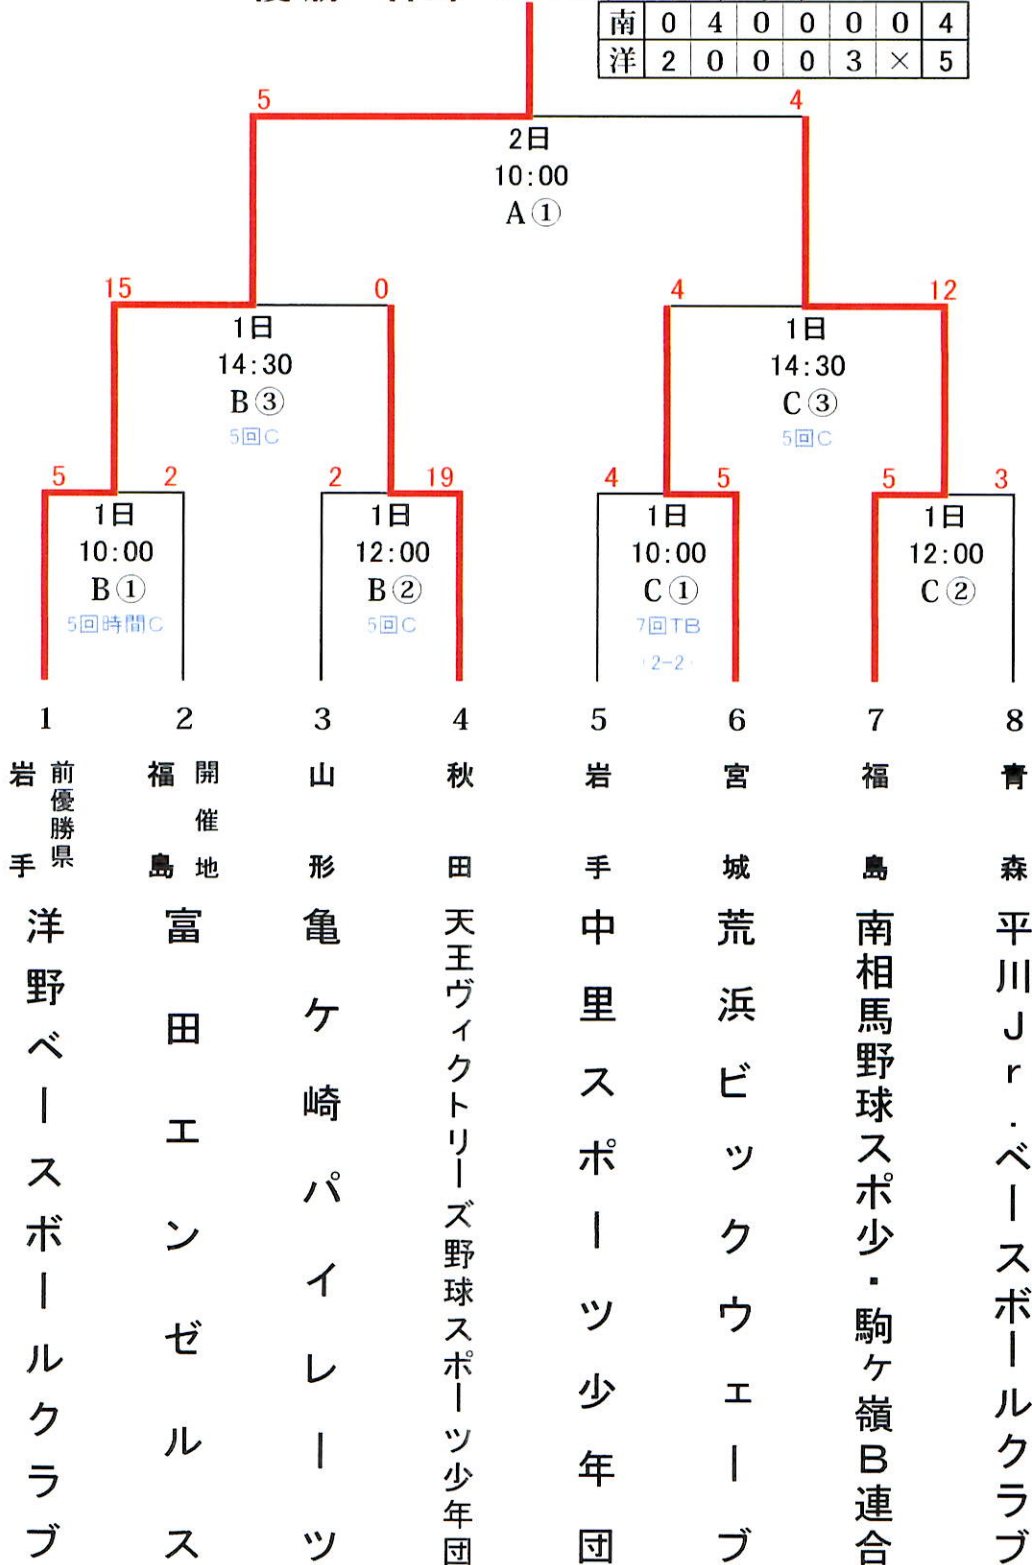 南 0 4 0 0 0 0 4
洋 2 0 0 0 3 × 5
5 4
2日
10:00
A①
15 0 4 12
1日 1日
14:30 14:30
B③ C③
5回C 5回C
5 2 2 19 4 5 5 3
1日 1日 1日 1日
10:00 12:00 10:00 12:00
B① B② C① C②
5回時間C 5回C 7回TB
2-2
1 2 3 4 5 6 7 8
岩手 前優勝県
洋野ベースボールクラブ
福島 開催地
富田エンゼルス
山形
亀ケ崎パイレーツ
秋田
天王ヴィクトリーズ野球スポーツ少年団
岩手
中里スポーツ少年団
宮城
荒浜ビックウェーブ
福島
南相馬野球スポ少・駒ケ嶺B連合
青森
平川Jr.ベースボールクラブ